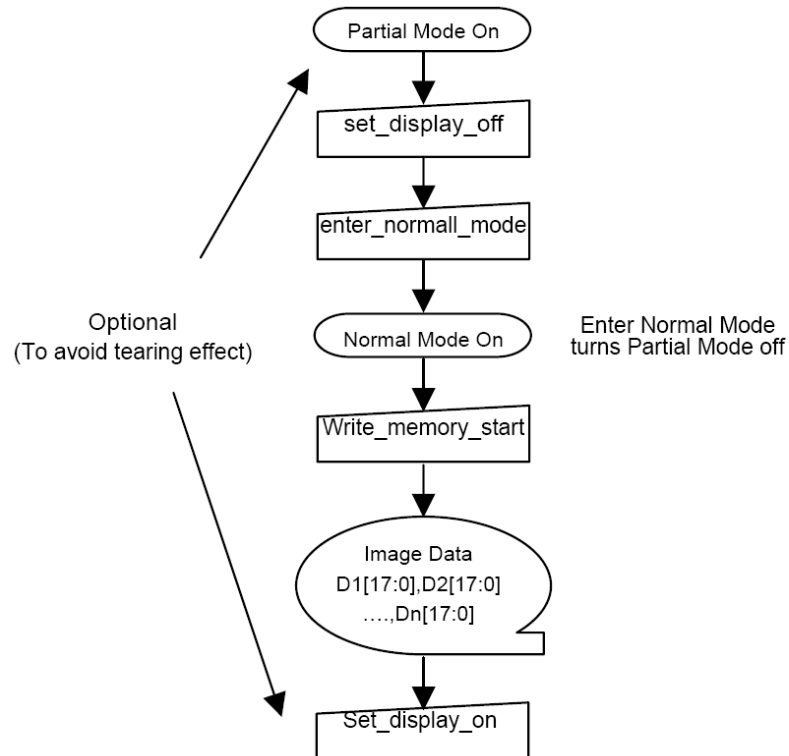 Partial Mode On
set_display_off
enter_normall_mode
Optional
(To avoid tearing effect)
Normal Mode On
Enter Normal Mode
turns Partial Mode off
Write_memory_start
Image Data
D1[17:0],D2[17:0]
....,Dn[17:0]
Set_display_on